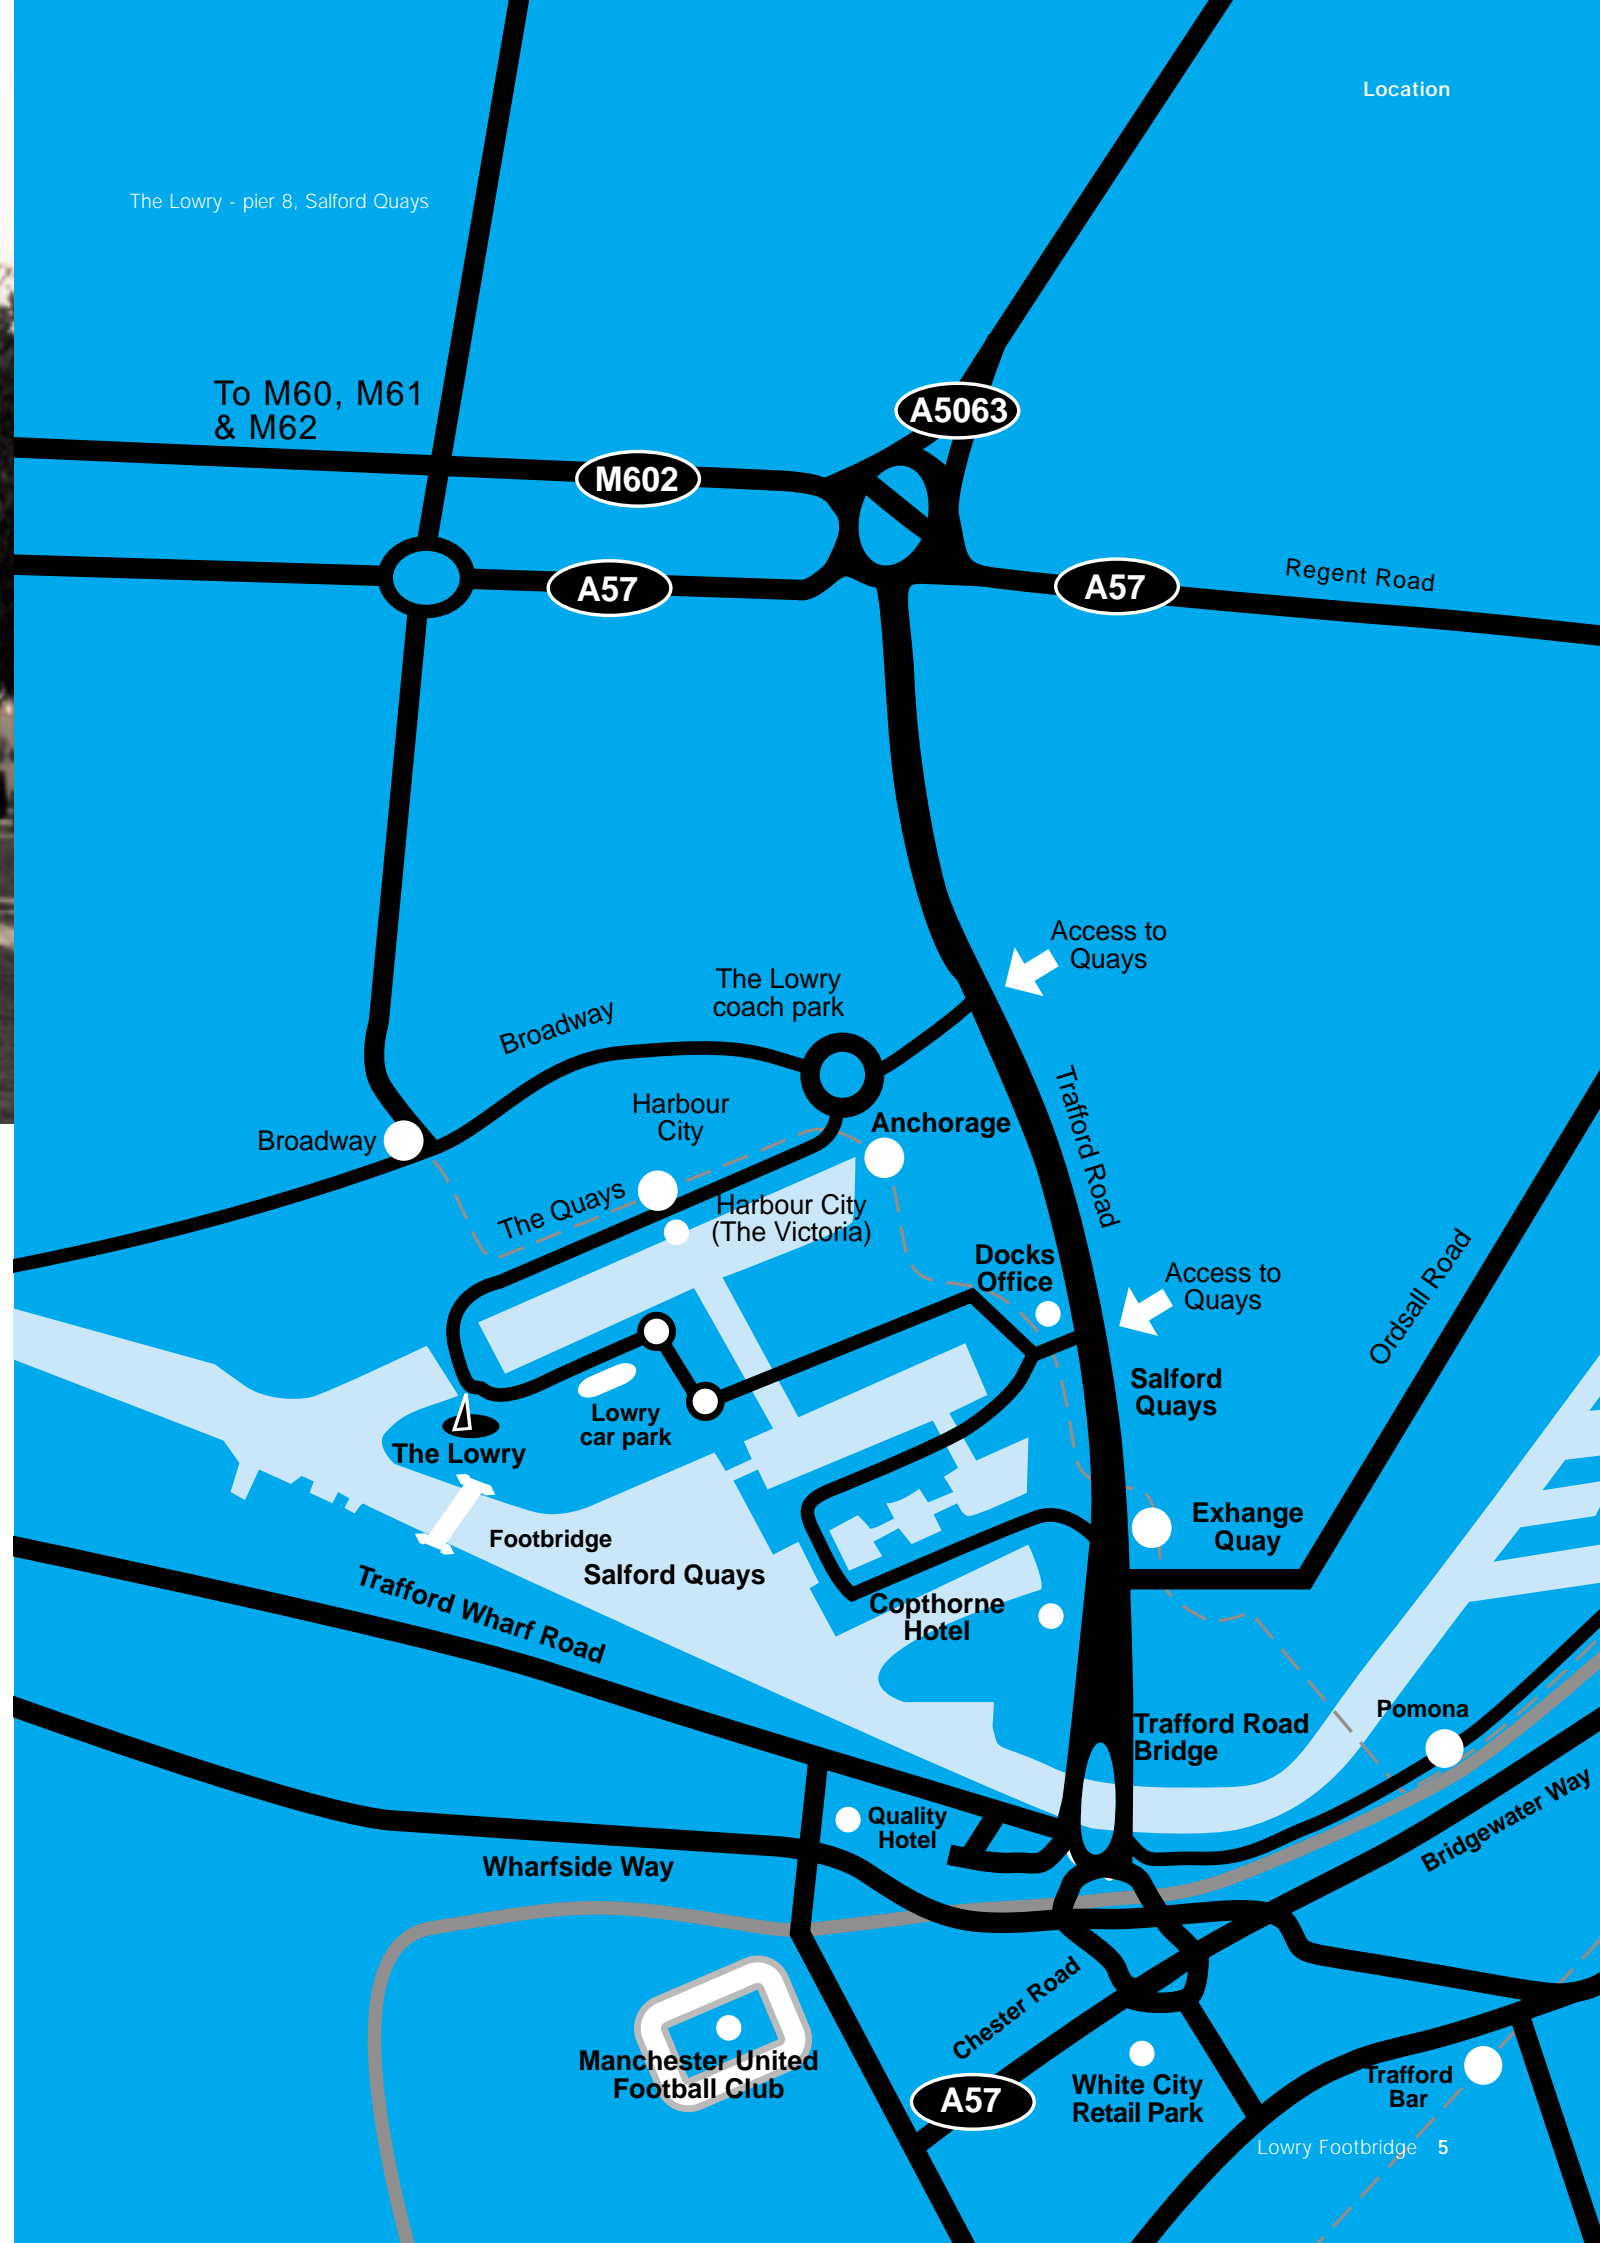 Location
The Lowry - pier 8, Salford Quays
To M60, M61
& M62
A5063
M602
A57
A57
Regent Road
Access to
Quays
The Lowry
coach park
Broadway
Trafford Road
Harbour
City
Anchorage
Broadway
The Quays
Harbour City
(The Victoria)
Docks
Office
Access to
Quays
Ordsall Road
Salford
Quays
Lowry
car park
The Lowry
Exhange
Quay
Footbridge
Salford Quays
Trafford Wharf Road
Copthorne
Hotel
Pomona
Trafford Road
Bridge
Quality
Hotel
Bridgewater Way
Wharfside Way
Chester Road
Manchester United
Football Club
A57
White City
Retail Park
Trafford
Bar
Lowry Footbridge 5